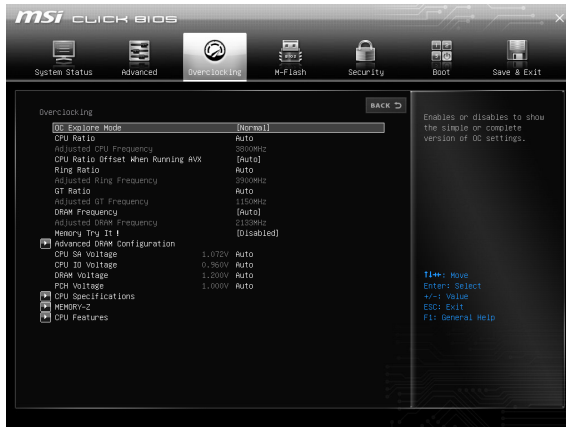 msi CLICK BIOS
System Status Advanced Overclocking M-Flash Security Boot Save & Exit
BACK
Overclocking
OC Explore Mode [Normal]
CPU Ratio Auto
Adjusted CPU Frequency 3800MHz
CPU Ratio Offset When Running AVX [Auto]
Ring Ratio Auto
Adjusted Ring Frequency 3900MHz
GT Ratio Auto
Adjusted GT Frequency 1150MHz
DRAM Frequency [Auto]
Adjusted DRAM Frequency 2133MHz
Memory Try It ! [Disabled]
Advanced DRAM Configuration
CPU SA Voltage 1.072V Auto
CPU IO Voltage 0.960V Auto
DRAM Voltage 1.200V Auto
PCH Voltage 1.000V Auto
CPU Specifications
MEMORY-Z
CPU Features
Enables or disables to show
the simple or complete
version of OC settings.
↑↓←→: Move
Enter: Select
+/-: Value
ESC: Exit
F1: General Help